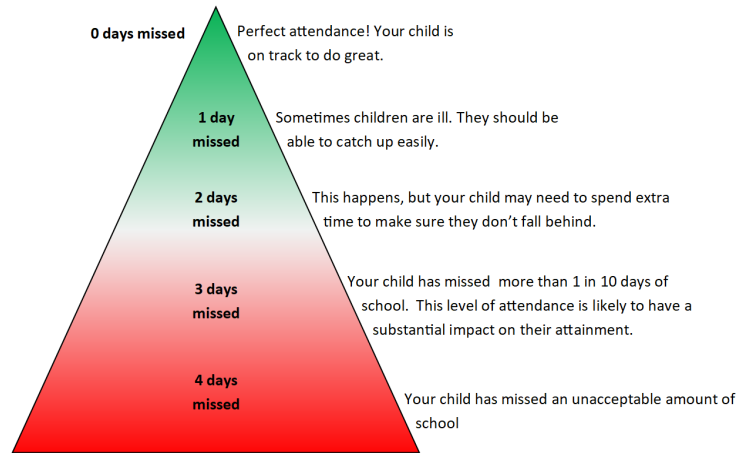 0 days missed
Perfect attendance! Your child is
on track to do great.
1 day
missed
Sometimes children are ill. They should be
able to catch up easily.
2 days
missed
This happens, but your child may need to spend extra
time to make sure they don’t fall behind.
3 days
missed
Your child has missed  more than 1 in 10 days of
school.  This level of attendance is likely to have a
substantial impact on their attainment.
4 days
missed
Your child has missed an unacceptable amount of
school